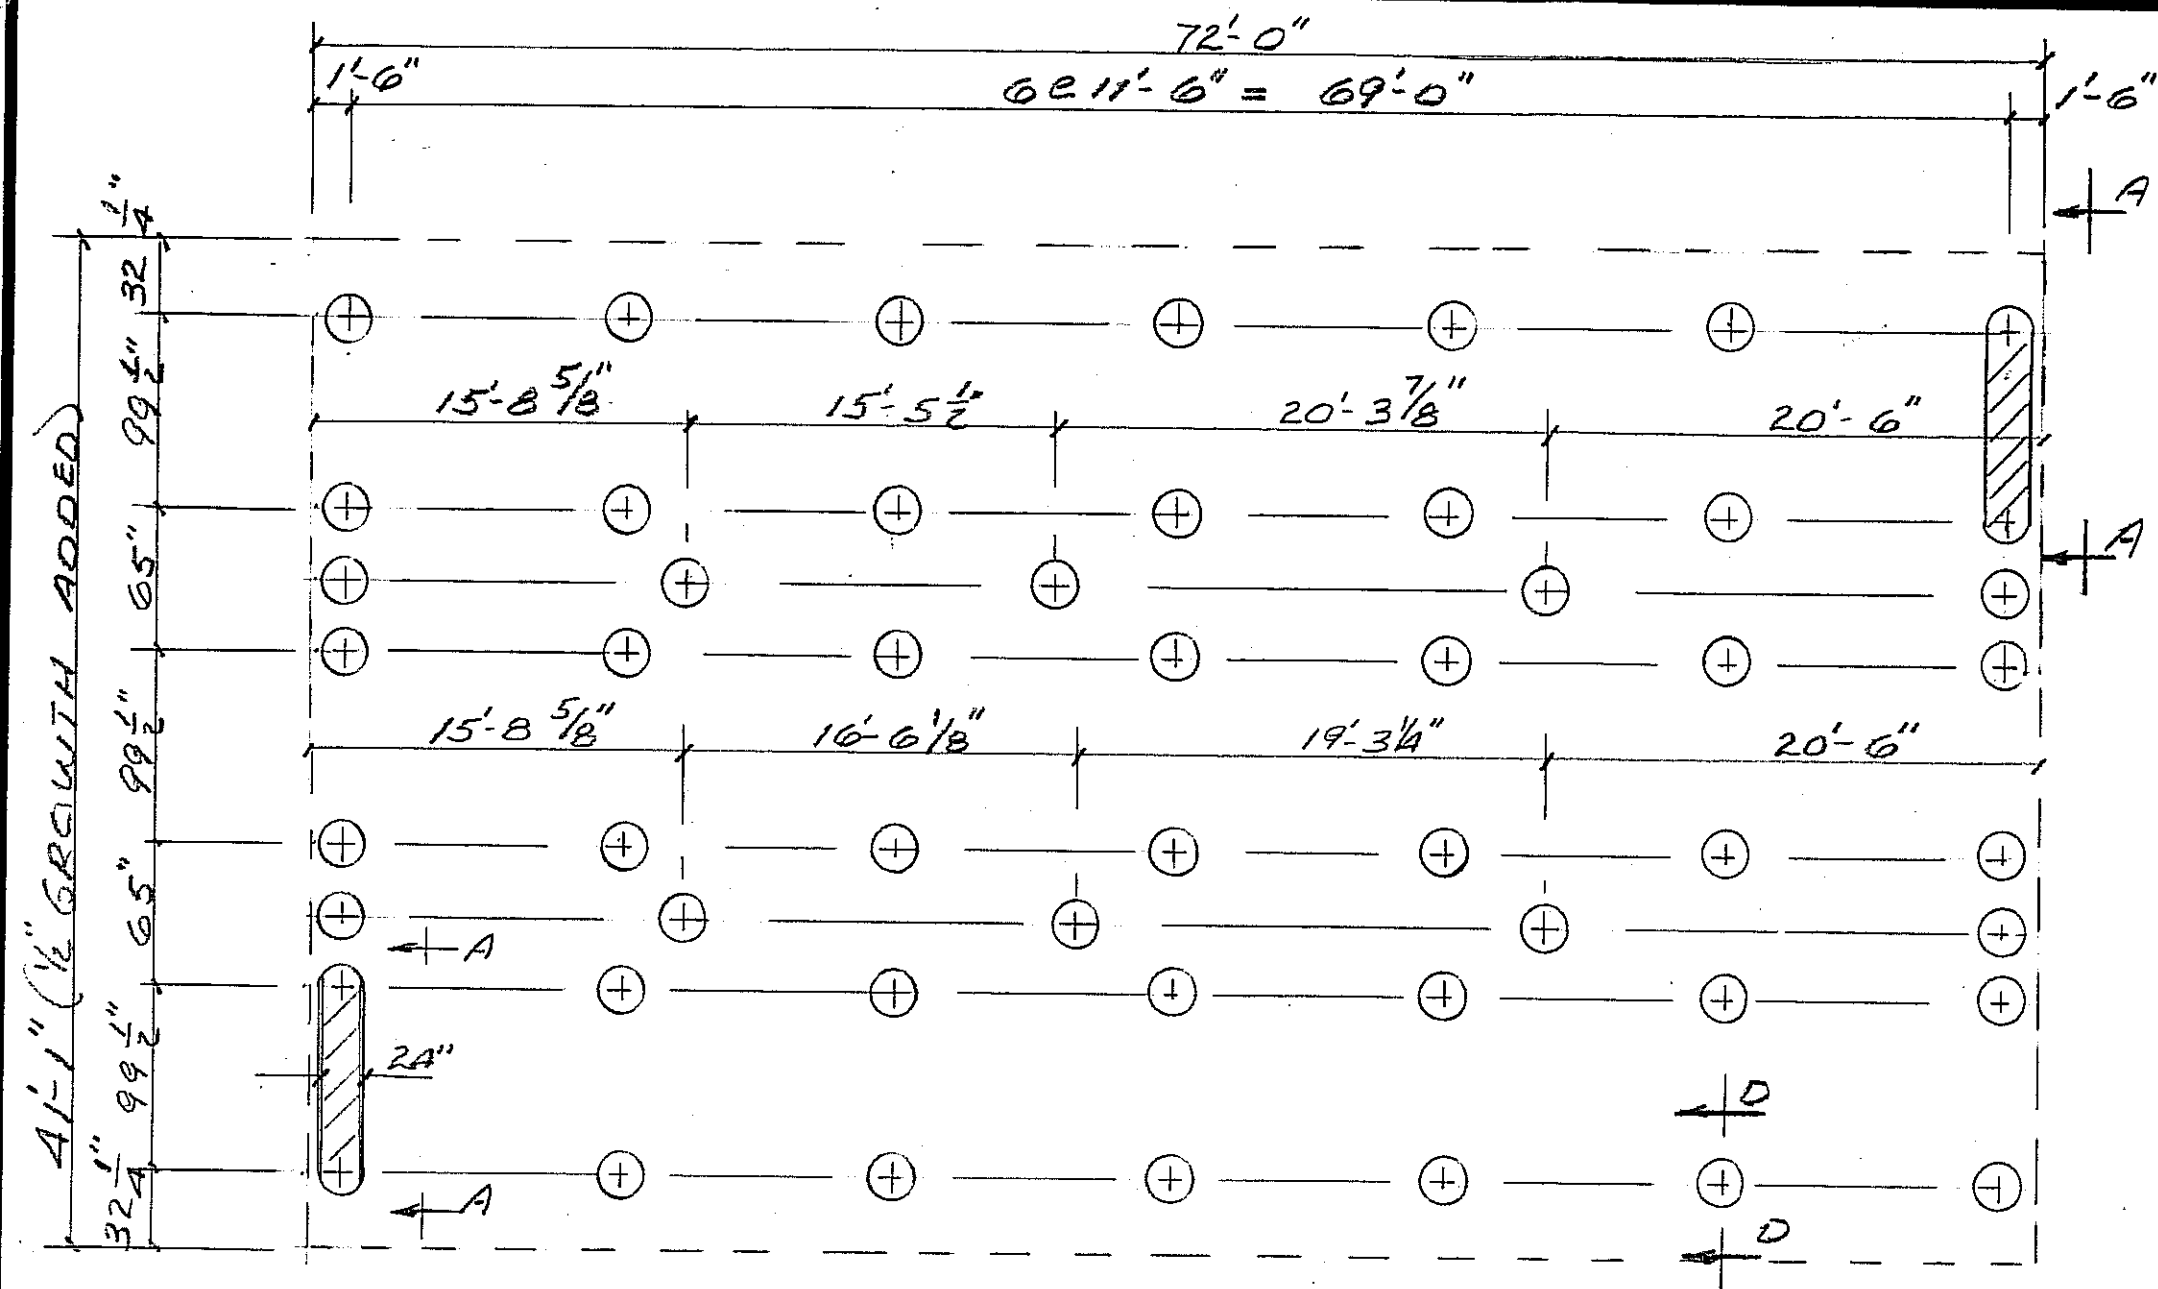 72'-0"
1'-6"
6 @ 11'-6" = 69'-0"
1'-6"
A
32 1/4"
99 1/2"
15'-8 5/8"
15'-5 1/2"
20'-3 7/8"
20'-6"
A
65"
99 1/2"
15'-8 5/8"
16'-6 1/8"
19'-3 1/4"
20'-6"
65"
A
99 1/2"
24"
D
32 1/4"
A
D
41'-1" (1/2" GROWTH ADDED)